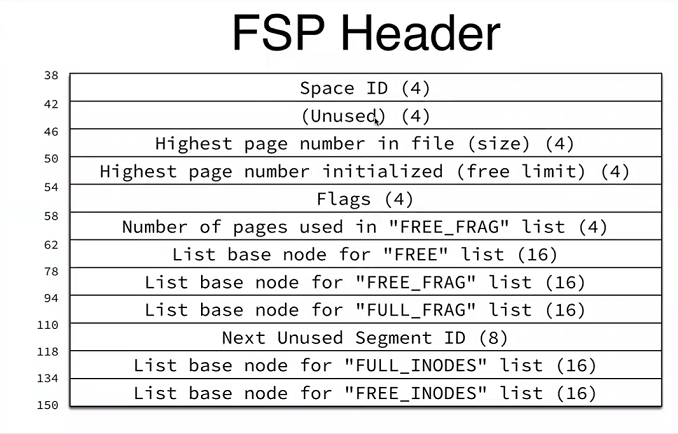 FSP Header
38
Space ID (4)
42
(Unused) (4)
46
Highest page number in file (size) (4)
50
Highest page number initialized (free limit) (4)
54
Flags (4)
58
Number of pages used in "FREE_FRAG" list (4)
62
List base node for "FREE" list (16)
78
List base node for "FREE_FRAG" list (16)
94
List base node for "FULL_FRAG" list (16)
110
Next Unused Segment ID (8)
118
List base node for "FULL_INODES" list (16)
134
List base node for "FREE_INODES" list (16)
150